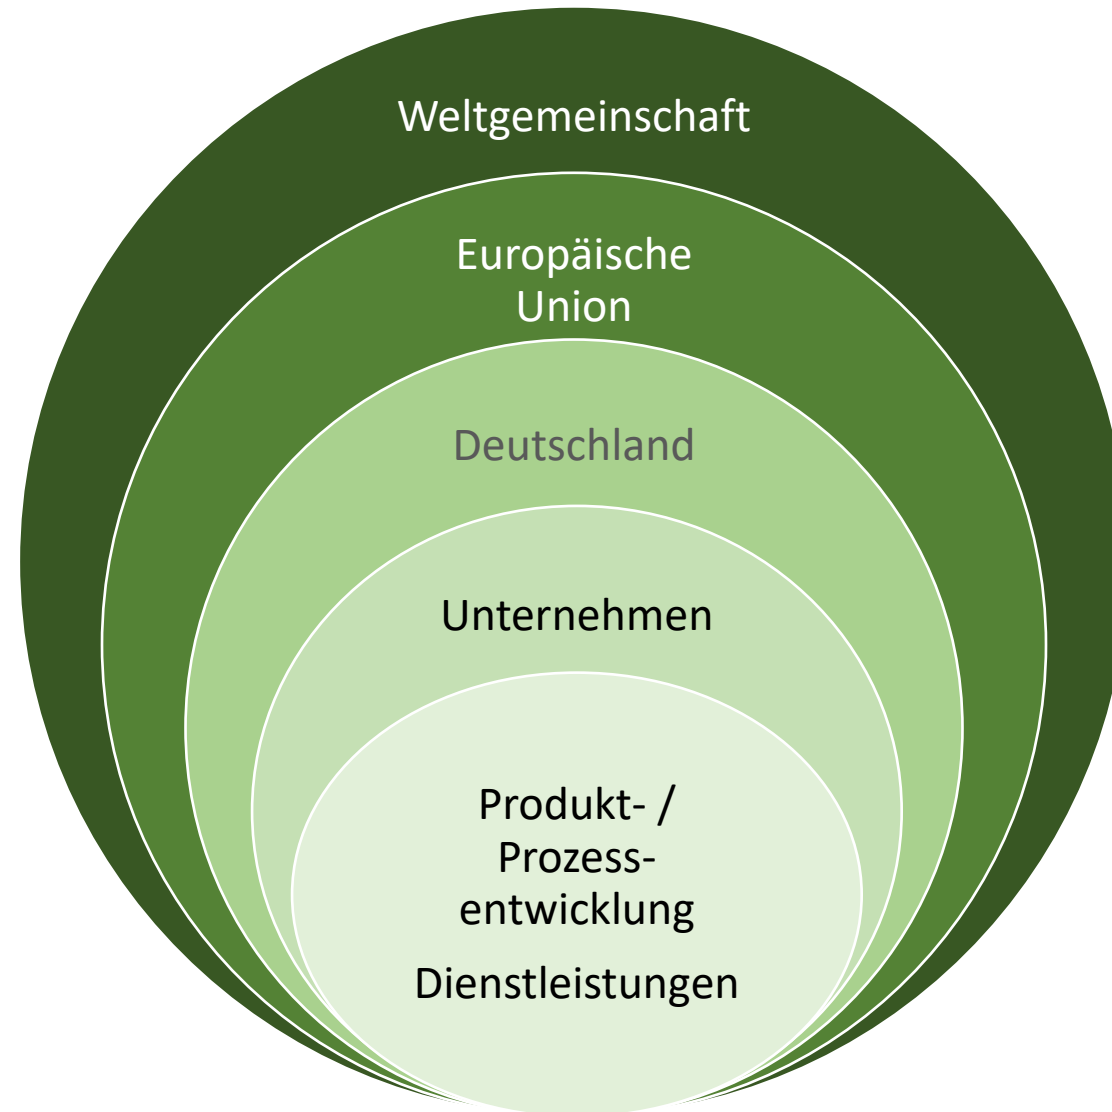 Weltgemeinschaft
Europäische
Union
Deutschland
Unternehmen
Produkt- /
Prozess-
entwicklung
Dienstleistungen